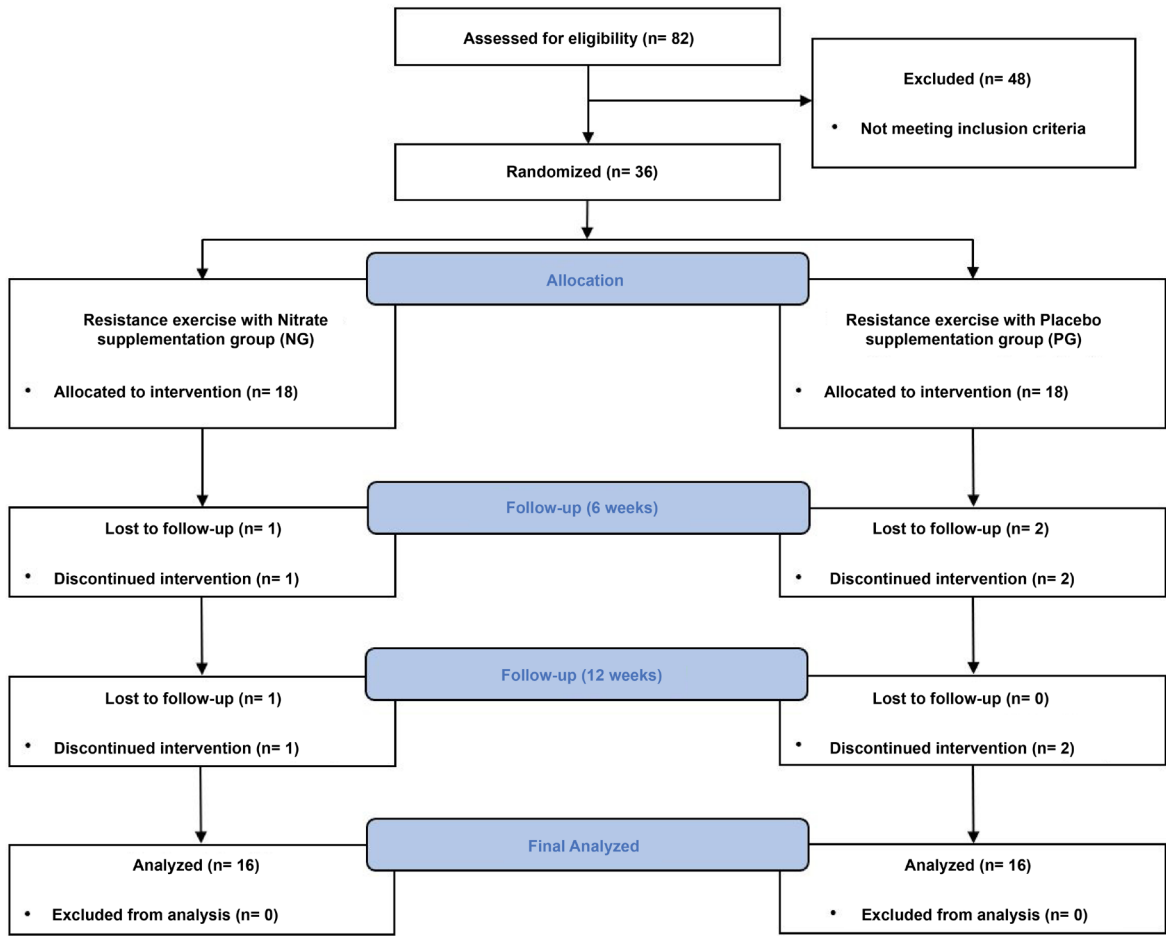 Assessed for eligibility (n= 82)
Excluded (n= 48)
• Not meeting inclusion criteria
Randomized (n= 36)
Allocation
Resistance exercise with Nitrate
supplementation group (NG)
• Allocated to intervention (n= 18)
Resistance exercise with Placebo
supplementation group (PG)
• Allocated to intervention (n= 18)
Follow-up (6 weeks)
Lost to follow-up (n= 1)
• Discontinued intervention (n= 1)
Lost to follow-up (n= 2)
• Discontinued intervention (n= 2)
Follow-up (12 weeks)
Lost to follow-up (n= 1)
• Discontinued intervention (n= 1)
Lost to follow-up (n= 0)
• Discontinued intervention (n= 2)
Final Analyzed
Analyzed (n= 16)
• Excluded from analysis (n= 0)
Analyzed (n= 16)
• Excluded from analysis (n= 0)